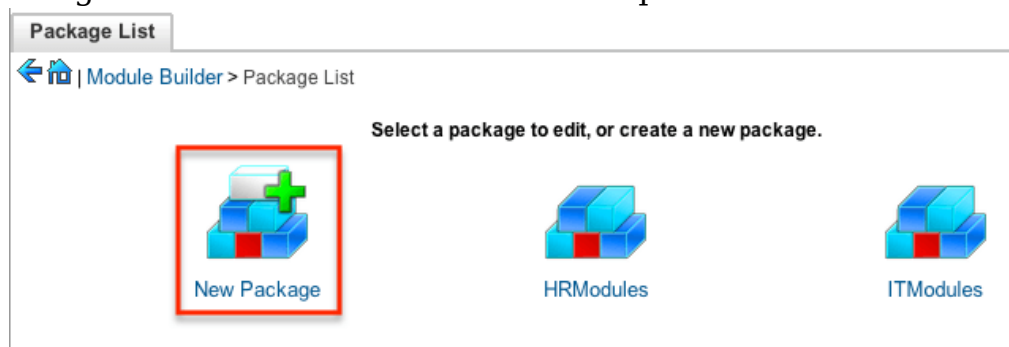 Package List
| Module Builder > Package List
Select a package to edit, or create a new package.
New Package
HRModules
ITModules